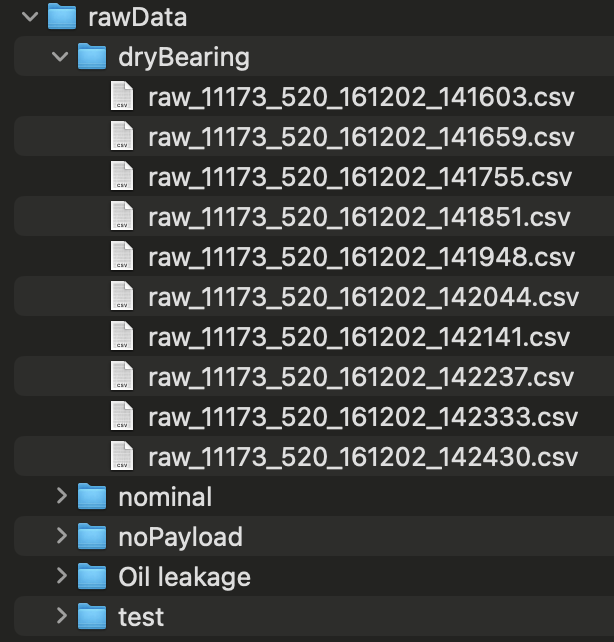 rawData
dryBearing
raw_11173_520_161202_141603.csv
raw_11173_520_161202_141659.csv
raw_11173_520_161202_141755.csv
raw_11173_520_161202_141851.csv
raw_11173_520_161202_141948.csv
raw_11173_520_161202_142044.csv
raw_11173_520_161202_142141.csv
raw_11173_520_161202_142237.csv
raw_11173_520_161202_142333.csv
raw_11173_520_161202_142430.csv
nominal
noPayload
Oil leakage
test